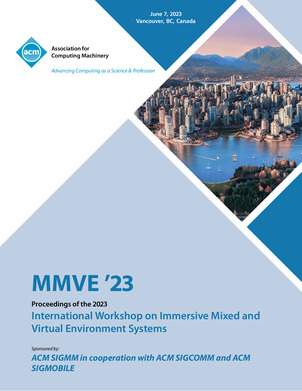 June 7, 2023
Vancouver, BC, Canada
acm
Association for
Computing Machinery
Advancing Computing as a Science & Profession
MMVE '23
Proceedings of the 2023
International Workshop on Immersive Mixed and
Virtual Environment Systems
Sponsored by:
ACM SIGMM in cooperation with ACM SIGCOMM and ACM
SIGMOBILE